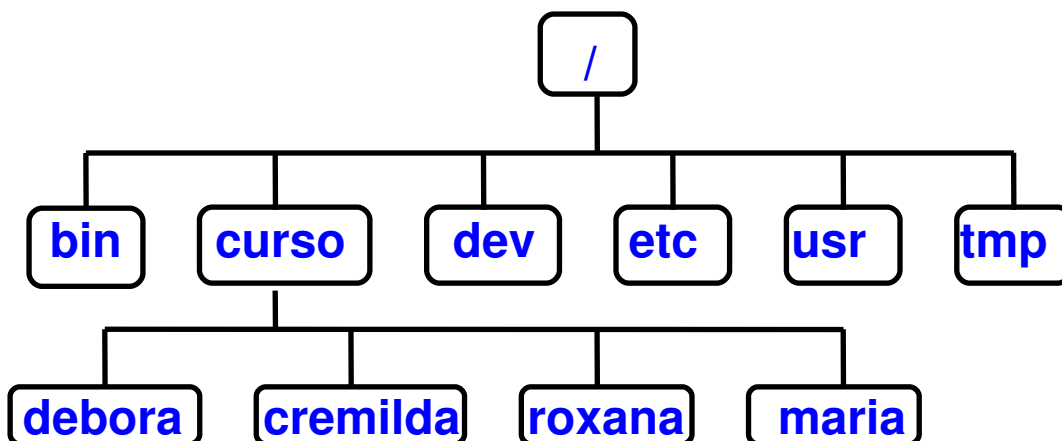 /
bin curso dev etc usr tmp
debora cremilda roxana maria